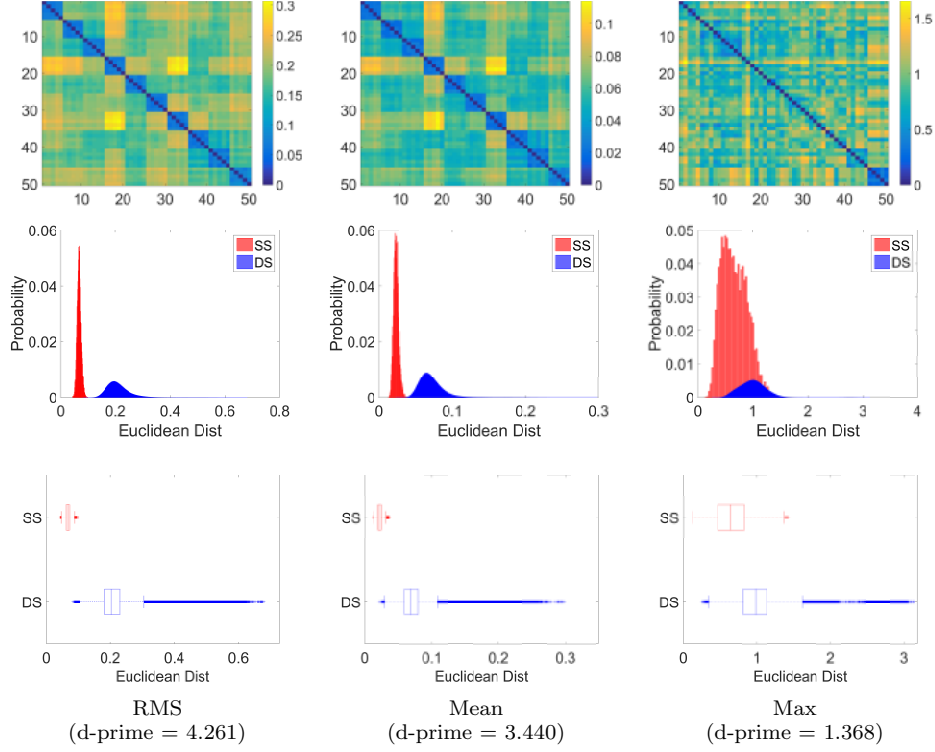 0.3
0.25
0.2
0.15
0.1
0.05
0
10
20
30
40
50
10 20 30 40 50
0.1
0.08
0.06
0.04
0.02
0
10
20
30
40
50
10 20 30 40 50
1.5
1
0.5
0
10
20
30
40
50
10 20 30 40 50
0.06
0.04
0.02
0
Probability
SS
DS
0 0.2 0.4 0.6 0.8
Euclidean Dist
0.06
0.04
0.02
0
Probability
SS
DS
0 0.1 0.2 0.3
Euclidean Dist
0.05
0.04
0.03
0.02
0.01
0
Probability
SS
DS
0 1 2 3 4
Euclidean Dist
SS
DS
0 0.2 0.4 0.6
Euclidean Dist
SS
DS
0 0.1 0.2 0.3
Euclidean Dist
SS
DS
0 1 2 3
Euclidean Dist
RMS
(d-prime = 4.261)
Mean
(d-prime = 3.440)
Max
(d-prime = 1.368)